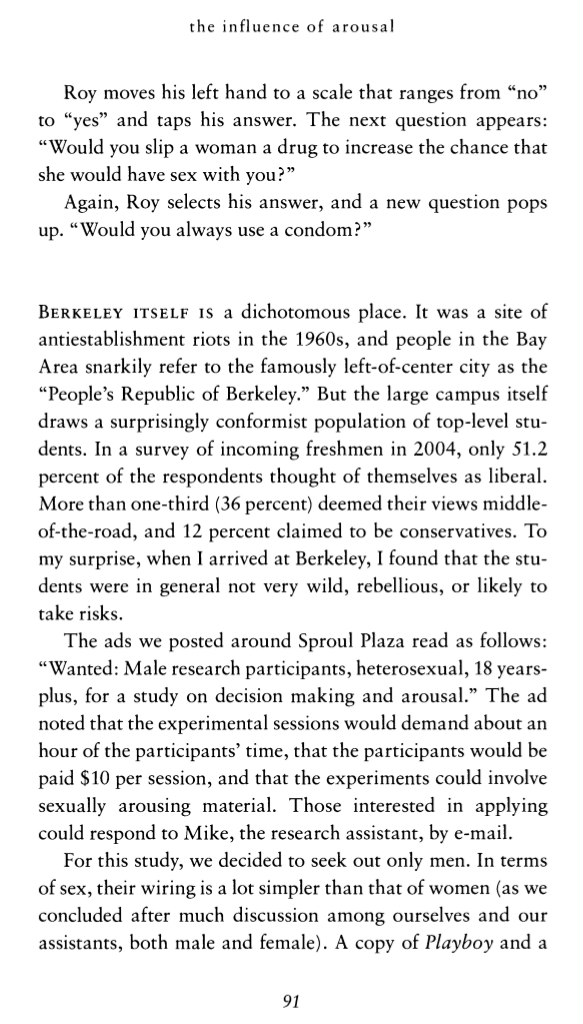 the influence of arousal
Roy moves his left hand to a scale that ranges from “no”
to “yes” and taps his answer. The next question appears:
“Would you slip a woman a drug to increase the chance that
she would have sex with you?”
Again, Roy selects his answer, and a new question pops
up. “Would you always use a condom?”
BERKELEY ITSELF IS a dichotomous place. It was a site of
antiestablishment riots in the 1960s, and people in the Bay
Area snarkily refer to the famously left-of-center city as the
“People’s Republic of Berkeley.” But the large campus itself
draws a surprisingly conformist population of top-level stu-
dents. In a survey of incoming freshmen in 2004, only 51.2
percent of the respondents thought of themselves as liberal.
More than one-third (36 percent) deemed their views middle-
of-the-road, and 12 percent claimed to be conservatives. To
my surprise, when I arrived at Berkeley, I found that the stu-
dents were in general not very wild, rebellious, or likely to
take risks.
The ads we posted around Sproul Plaza read as follows:
“Wanted: Male research participants, heterosexual, 18 years-
plus, for a study on decision making and arousal.” The ad
noted that the experimental sessions would demand about an
hour of the participants’ time, that the participants would be
paid $10 per session, and that the experiments could involve
sexually arousing material. Those interested in applying
could respond to Mike, the research assistant, by e-mail.
For this study, we decided to seek out only men. In terms
of sex, their wiring is a lot simpler than that of women (as we
concluded after much discussion among ourselves and our
assistants, both male and female). A copy of Playboy and a
91